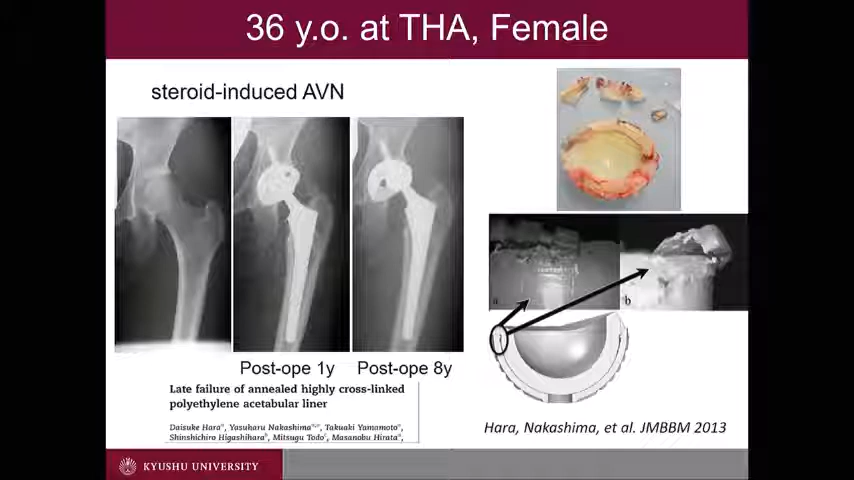 36 y.o. at THA, Female
steroid-induced AVN
Post-ope 1y
Post-ope 8y
Late failure of annealed highly cross-linked
polyethylene acetabular liner
Daisuke Hara
Yasuharu Nakashima
Takuaki Yamamoto
Shinshichiro Higashihara
Mitsugu Todo
Masanobu Hirata
a
b
Hara, Nakashima, et al. JMBBM 2013
KYUSHU UNIVERSITY